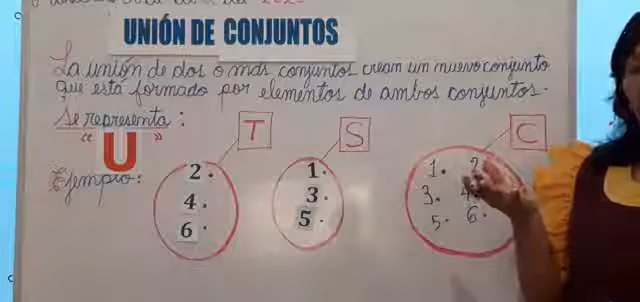 UNIÓN DE CONJUNTOS
La unión de dos o más conjuntos crean un nuevo conjunto
que está formado por elementos de ambos conjuntos.
Se representa:
"U"
Ejemplo:
T
S
C
2.
4.
6.
1.
3.
5.
1. 2
3. 4.
5. 6.